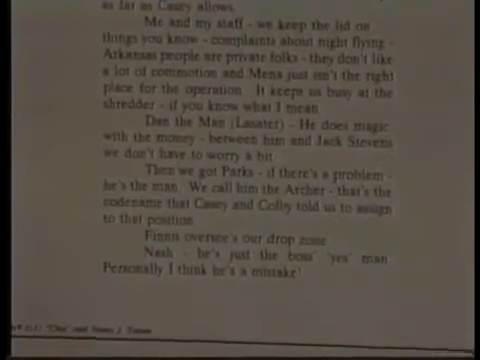 as far as Casey allows.
Me and my staff - we keep the lid on
things you know - complaints about night flying -
Arkansas people are private folks - they don't like
a lot of commotion and Mena just isn't the right
place for the operation. It keeps us busy at the
shredder - if you know what I mean.
Dan the Man (Lasater) - He does magic
with the money - between him and Jack Stevens
we don't have to worry a bit.
Then we got Parks - if there's a problem -
he's the man. We call him the Archer - that's the
codename that Casey and Colby told us to assign
to that position.
Finnis oversee's our drop zone.
Nash - he's just the boss' 'yes' man.
Personally I think he's a mistake!